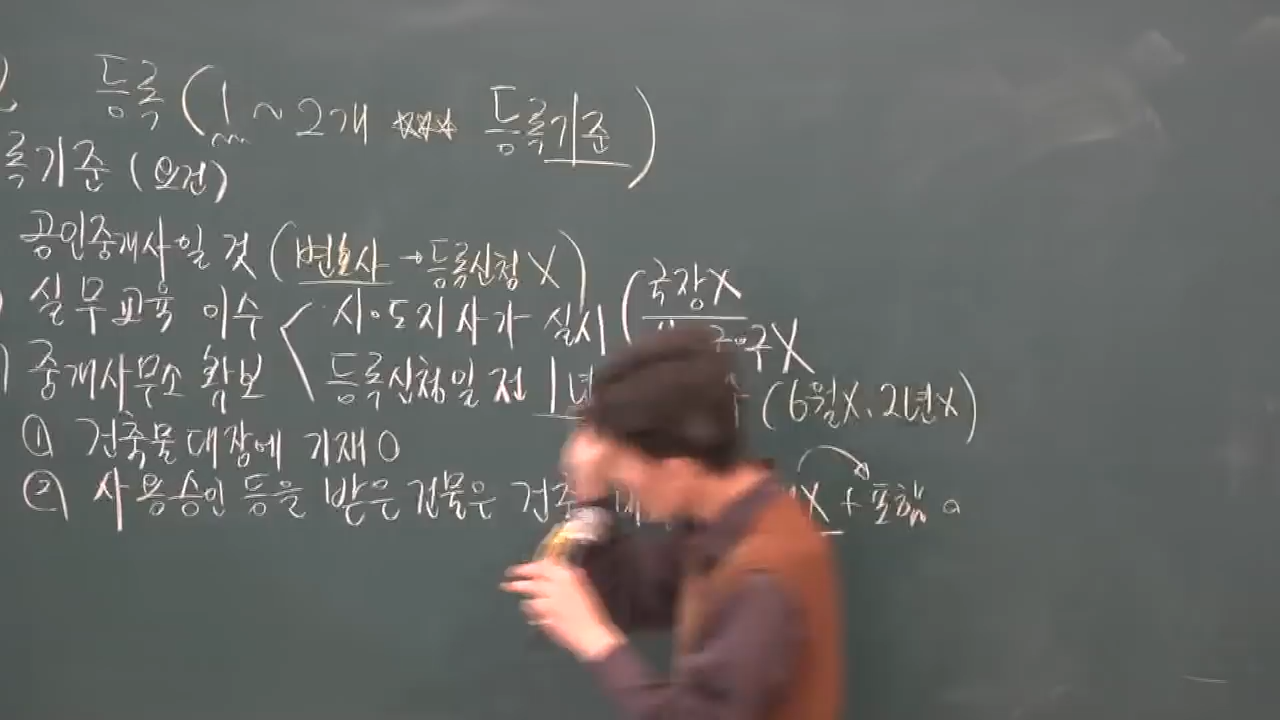 등록 (1 ~ 2개 ☆☆☆ 등록기준)
록기준 (요건)
공인중개사일 것 (변호사 → 등록신청 X)
실무교육 이수 < 시·도지사가 실시 (국장X
구X
등록신청일 전 1년 (6월X, 2년X)
중개사무소 확보
① 건축물대장에 기재 O
② 사용승인 등을 받은 건물은 건축 X + 포함 o